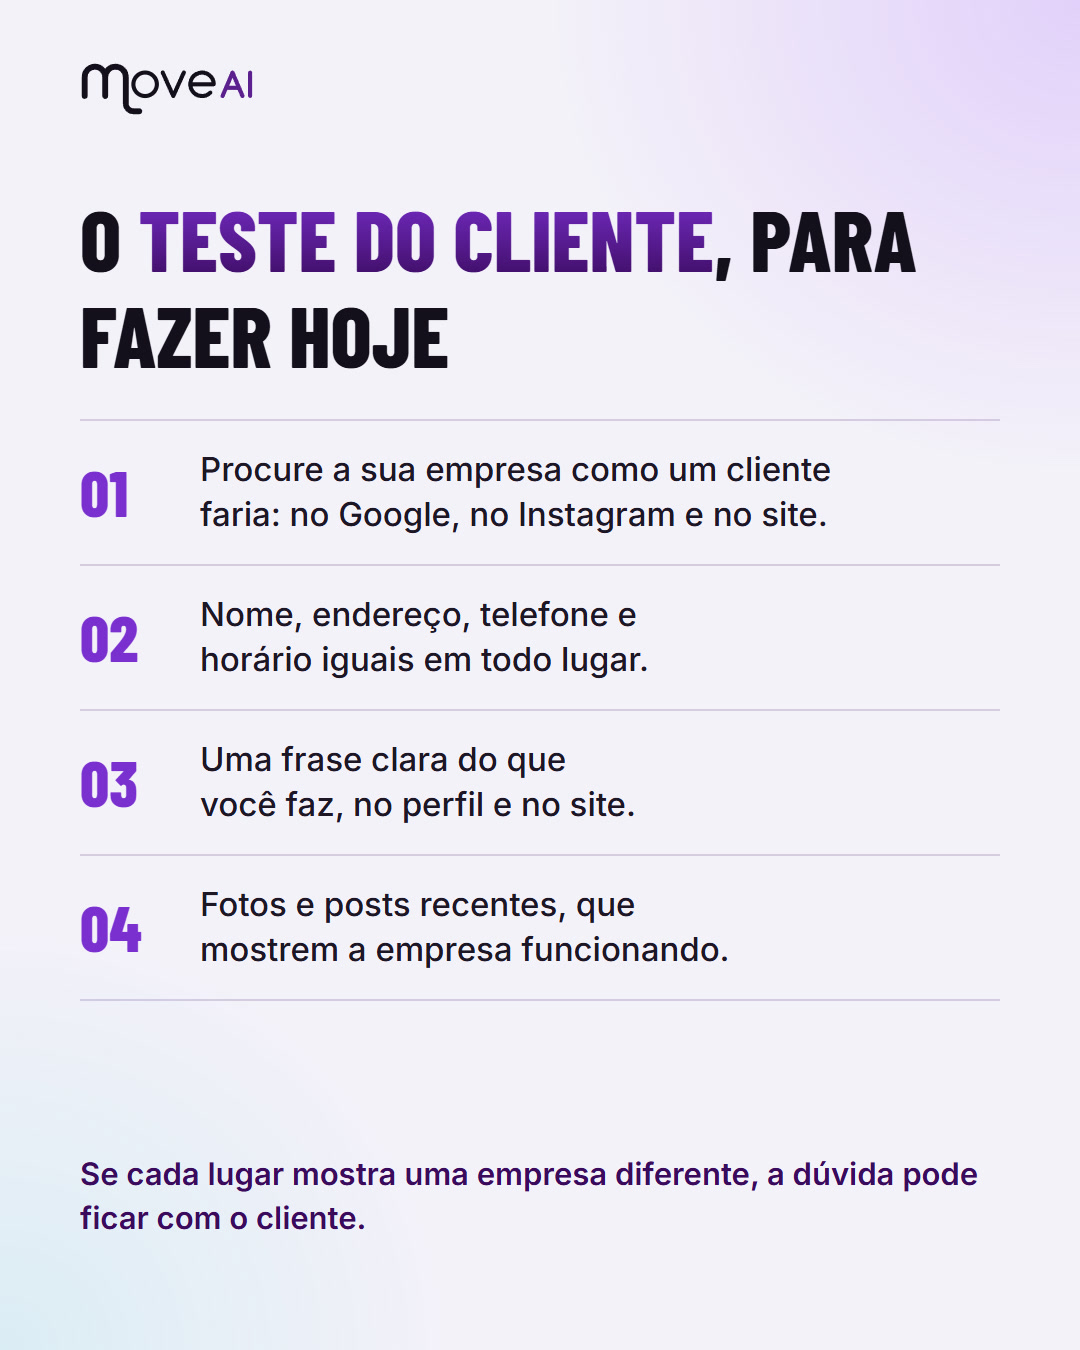 Move AI
O TESTE DO CLIENTE, PARA
FAZER HOJE
01
Procure a sua empresa como um cliente
faria: no Google, no Instagram e no site.
02
Nome, endereço, telefone e
horário iguais em todo lugar.
03
Uma frase clara do que
você faz, no perfil e no site.
04
Fotos e posts recentes, que
mostrem a empresa funcionando.
Se cada lugar mostra uma empresa diferente, a dúvida pode
ficar com o cliente.